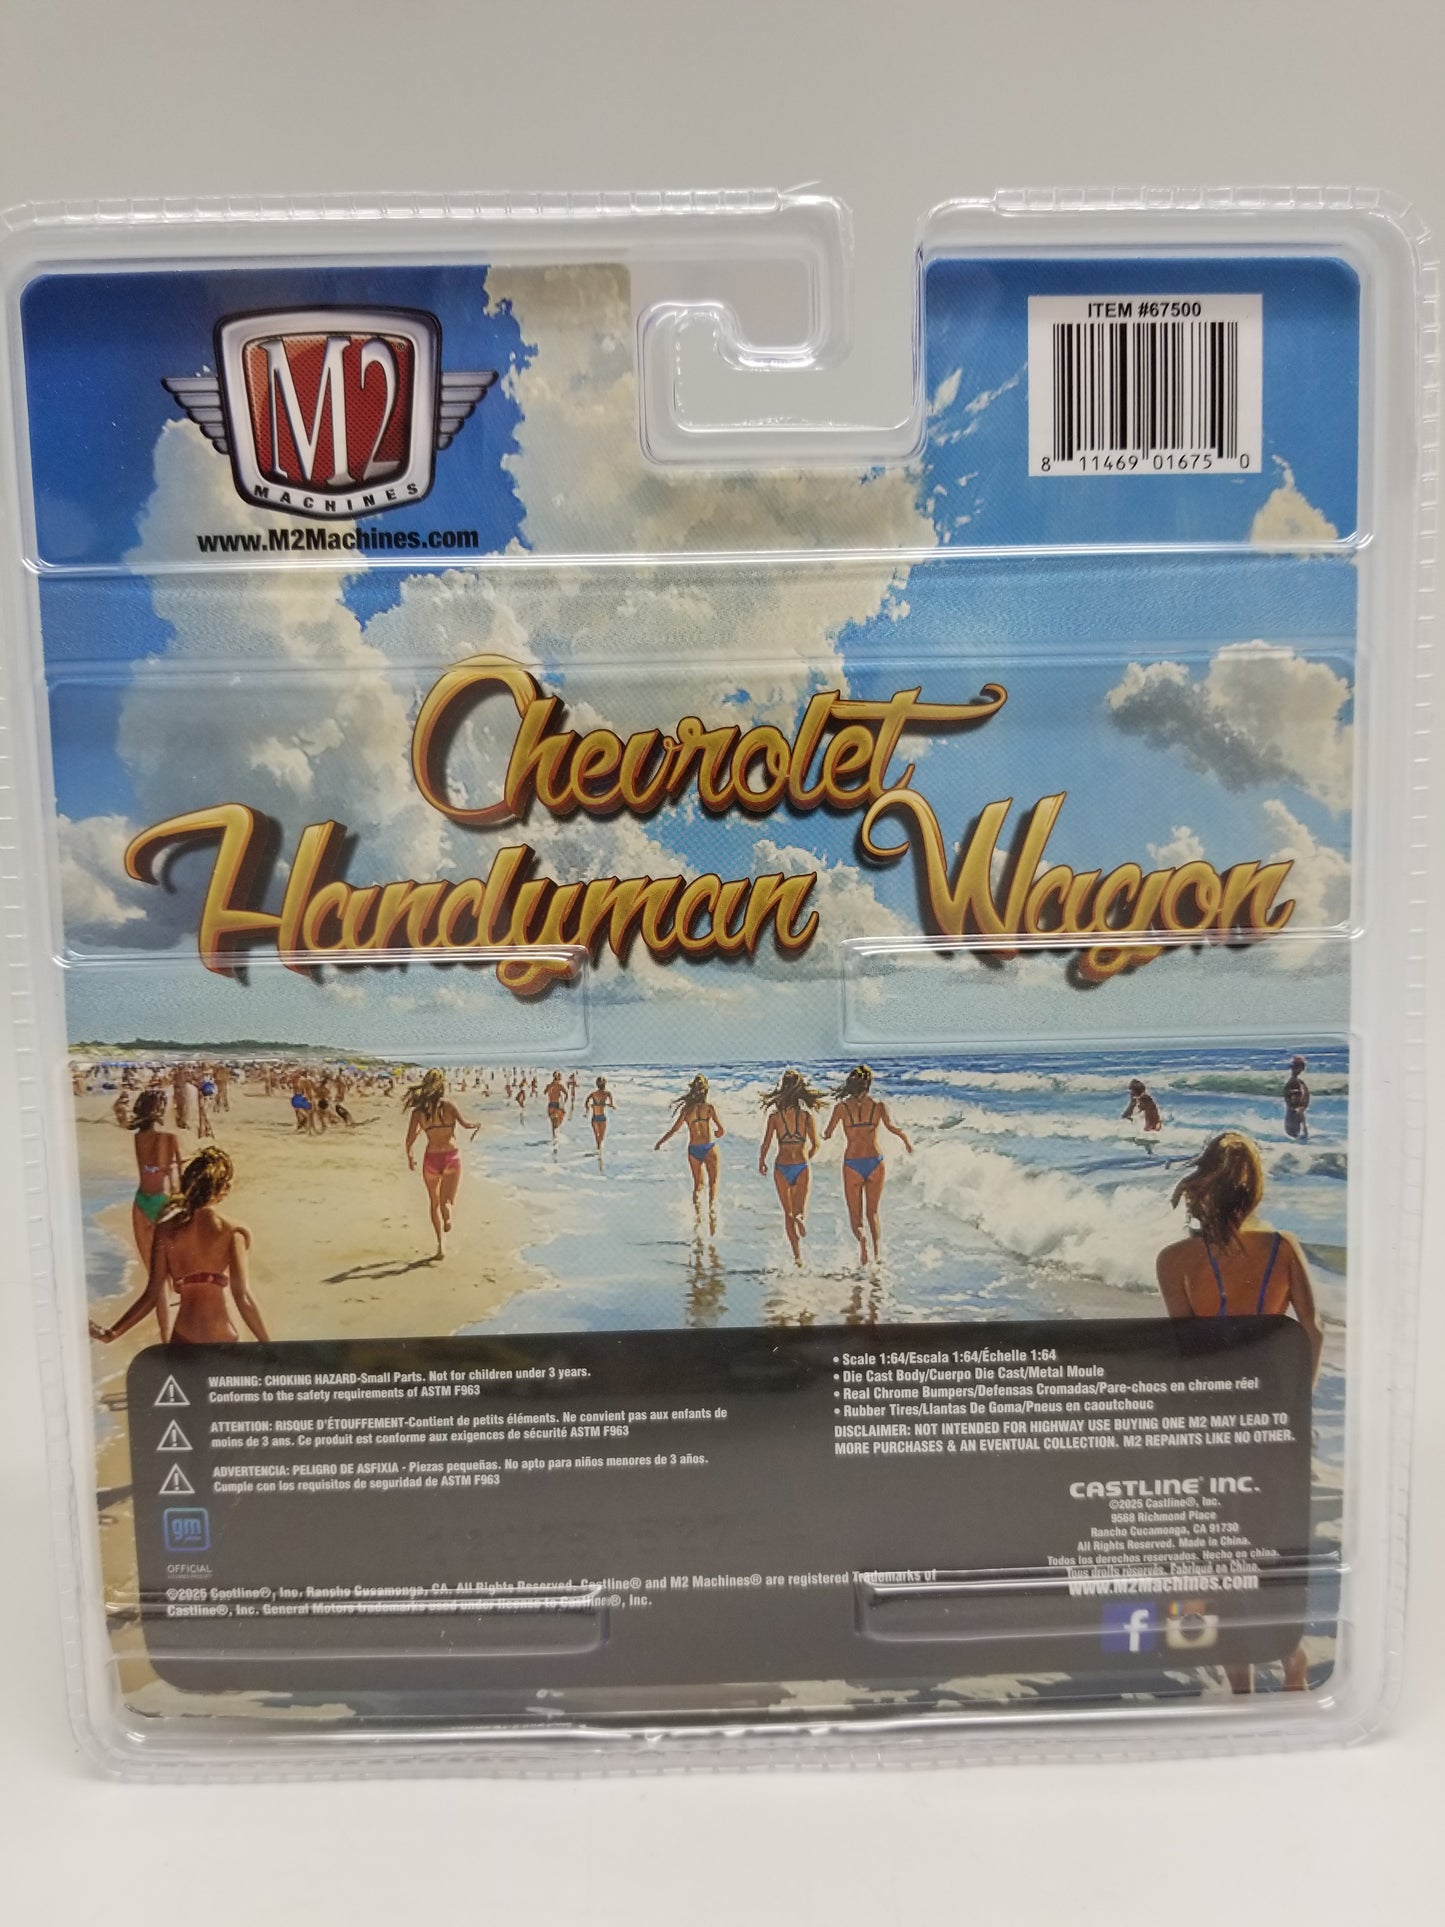 M2
MACHINES
www.M2Machines.com
ITEM #67500
8 11469 01675 0
Chevrolet
Handyman Wagon
WARNING: CHOKING HAZARD-Small Parts. Not for children under 3 years.
Conforms to the safety requirements of ASTM F963
ATTENTION: RISQUE D'ÉTOUFFEMENT-Contient de petits éléments. Ne convient pas aux enfants de
moins de 3 ans. Ce produit est conforme aux exigences de sécurité ASTM F963
ADVERTENCIA: PELIGRO DE ASFIXIA - Piezas pequeñas. No apto para niños menores de 3 años.
Cumple con los requisitos de seguridad de ASTM F963
gm
OFFICIAL
©2025 Castline®, Inc. Rancho Cucamonga, CA. All Rights Reserved. Castline® and M2 Machines® are registered Trademarks of
Castline®, Inc. General Motors trademarks used under license to Castline®, Inc.
• Scale 1:64/Escala 1:64/Échelle 1:64
• Die Cast Body/Cuerpo Die Cast/Metal Moule
• Real Chrome Bumpers/Defensas Cromadas/Pare-chocs en chrome réel
• Rubber Tires/Llantas De Goma/Pneus en caoutchouc
DISCLAIMER: NOT INTENDED FOR HIGHWAY USE BUYING ONE M2 MAY LEAD TO
MORE PURCHASES & AN EVENTUAL COLLECTION. M2 REPAINTS LIKE NO OTHER.
CASTLINE® INC.
©2025 Castline®, Inc.
9568 Richmond Place
Rancho Cucamonga, CA 91730
All Rights Reserved. Made in China.
Todos los derechos reservados. Hecho en china.
Tous droits réservés. Fabriqué en Chine.
www.M2Machines.com
f